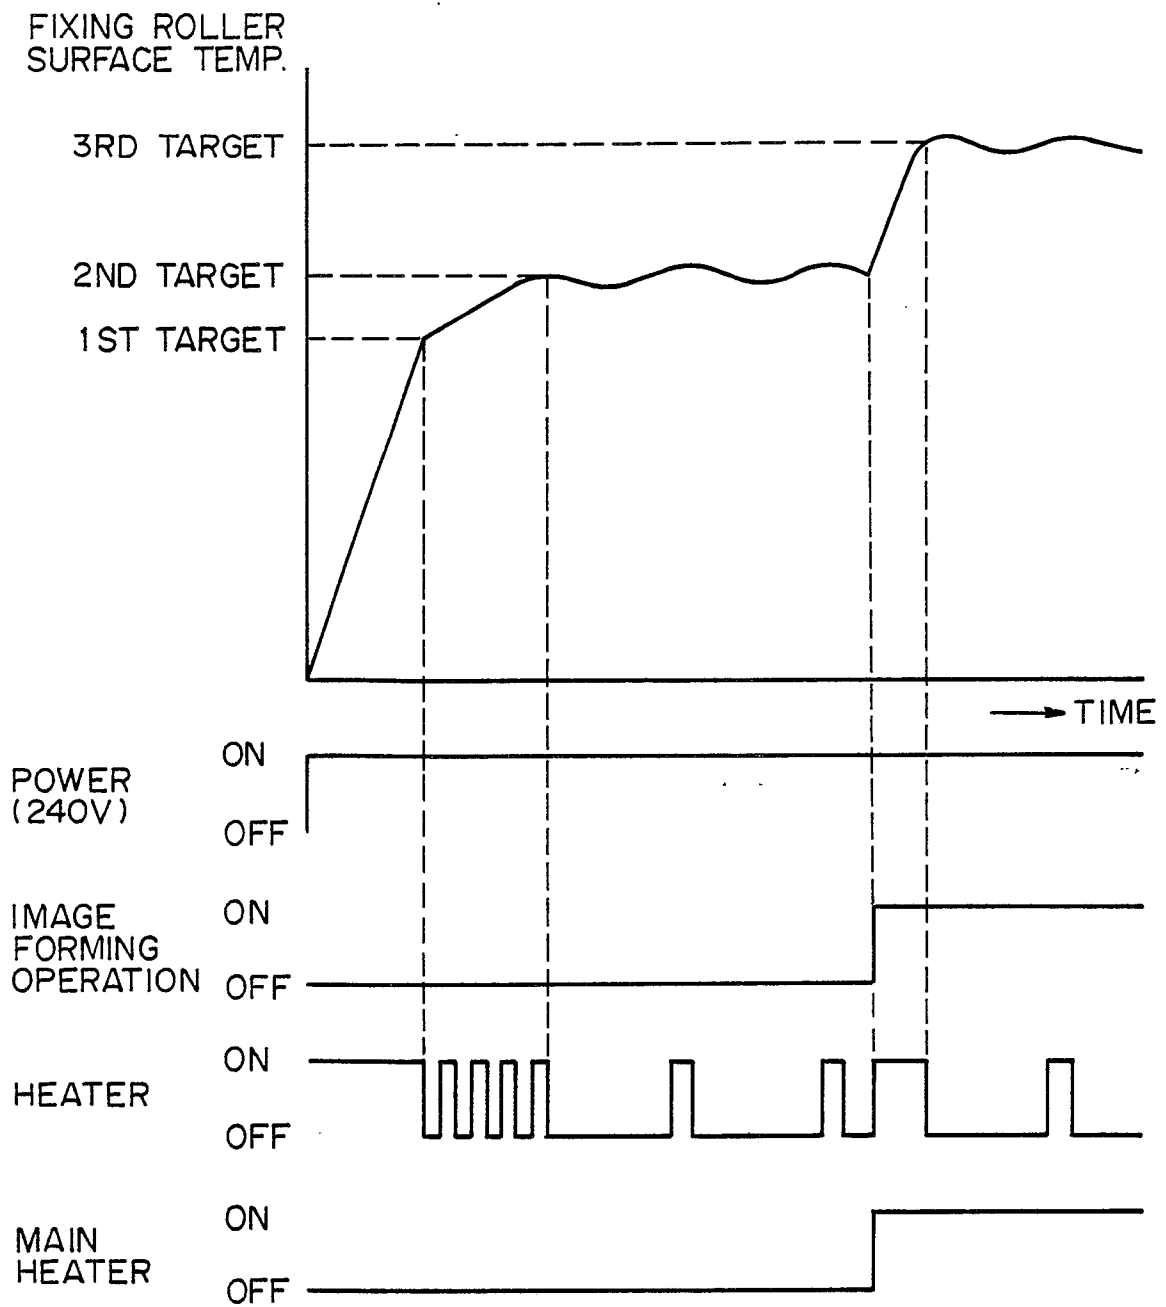 FIXING ROLLER
SURFACE TEMP.
3RD TARGET
2ND TARGET
1ST TARGET
TIME
POWER
(240V)
ON
OFF
IMAGE
FORMING
OPERATION
ON
OFF
HEATER
ON
OFF
MAIN
HEATER
ON
OFF